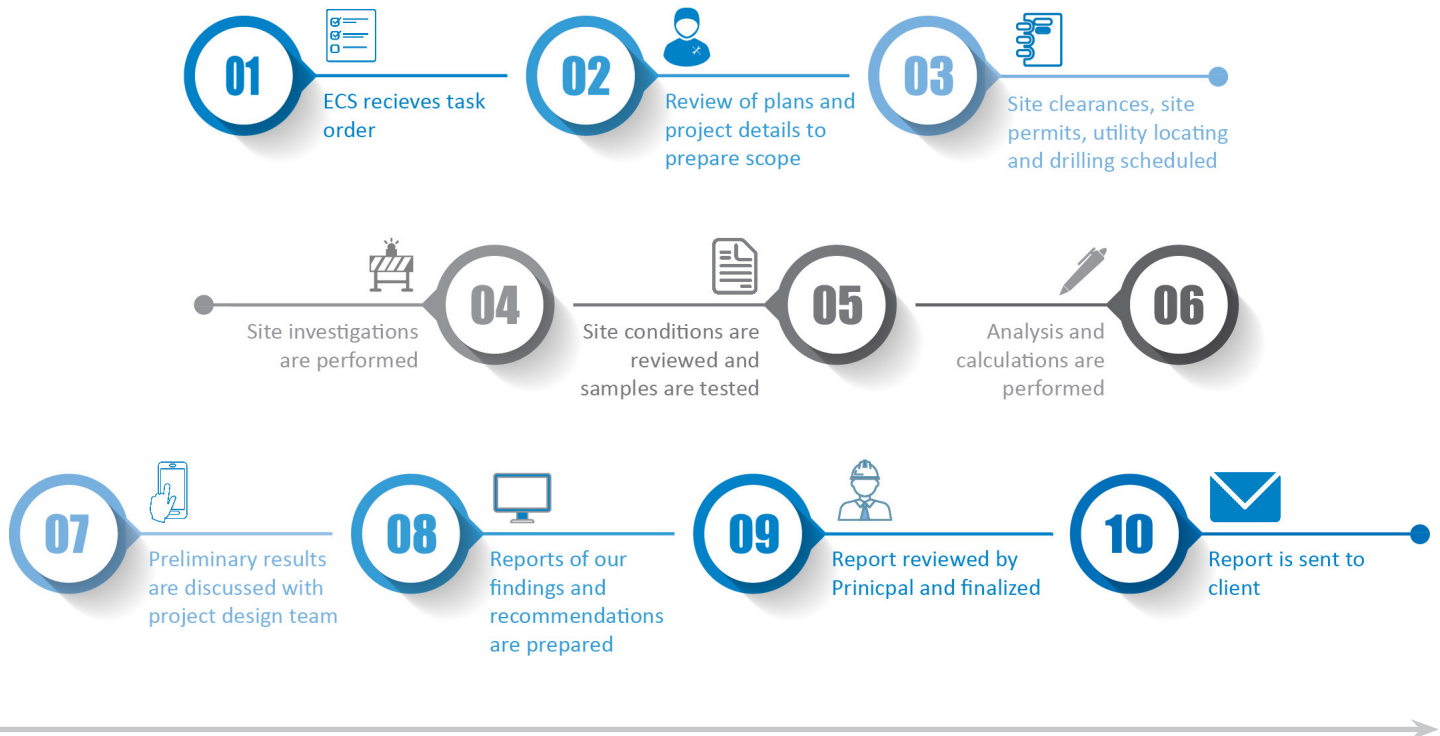 01
ECS recieves task
order
02
Review of plans and
project details to
prepare scope
03
Site clearances, site
permits, utility locating
and drilling scheduled
04
Site investigations
are performed
05
Site conditions are
reviewed and
samples are tested
06
Analysis and
calculations are
performed
07
Preliminary results
are discussed with
project design team
08
Reports of our
findings and
recommendations
are prepared
09
Report reviewed by
Prinicpal and finalized
10
Report is sent to
client